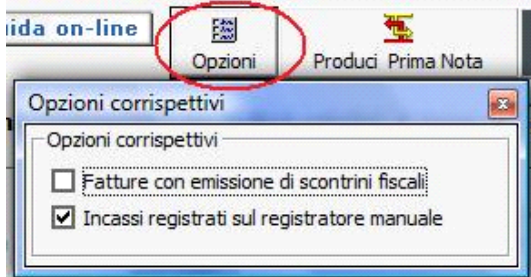 uida on-line
Opzioni
Produci Prima Nota
Opzioni corrispettivi
Opzioni corrispettivi
Fatture con emissione di scontrini fiscali
Incassi registrati sul registratore manuale